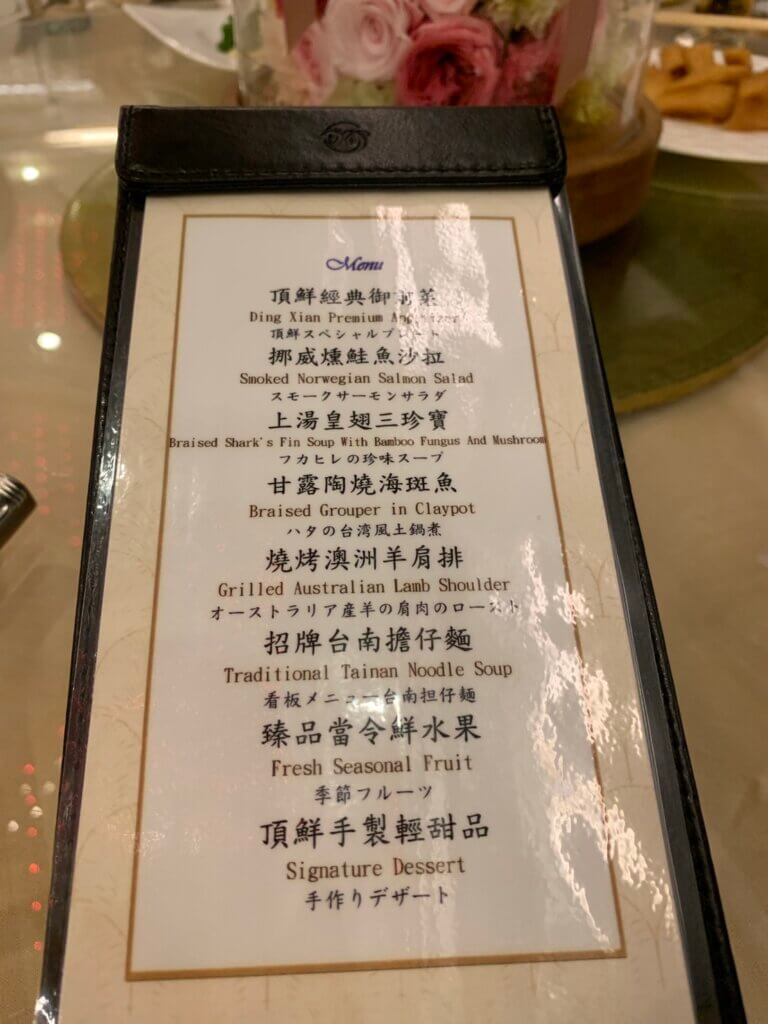 Menu
頂鮮經典御前菜
Ding Xian Premium Appetizer
頂鮮スペシャルプレート
挪威燻鮭魚沙拉
Smoked Norwegian Salmon Salad
スモークサーモンサラダ
上湯皇翅三珍寶
Braised Shark's Fin Soup With Bamboo Fungus And Mushroom
フカヒレの珍味スープ
甘露陶燒海斑魚
Braised Grouper in Claypot
ハタの台湾風土鍋煮
燒烤澳洲羊肩排
Grilled Australian Lamb Shoulder
オーストラリア産羊の肩肉のロースト
招牌台南擔仔麵
Traditional Tainan Noodle Soup
看板メニュー台南担仔麺
臻品當令鮮水果
Fresh Seasonal Fruit
季節フルーツ
頂鮮手製輕甜品
Signature Dessert
手作りデザート